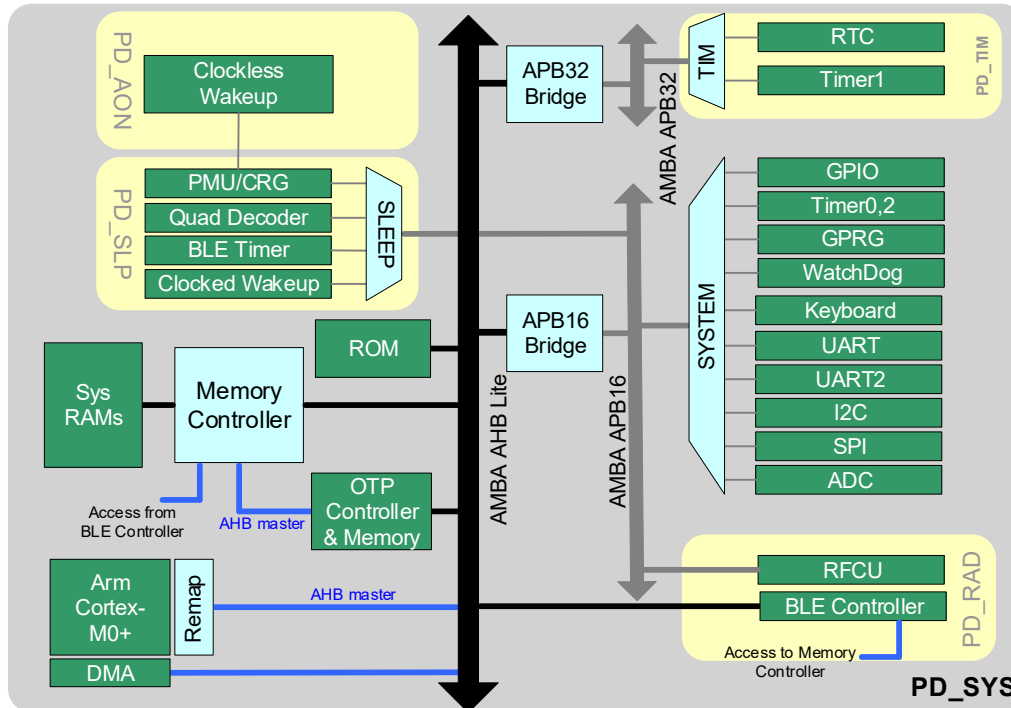 PD_AON
Clockless
Wakeup
PD_SLP
PMU/CRG
Quad Decoder
BLE Timer
Clocked Wakeup
SLEEP
APB32
Bridge
AMBA APB32
TIM
RTC
Timer1
PD_TIM
GPIO
Timer0,2
GPRG
WatchDog
Keyboard
UART
UART2
I2C
SPI
ADC
SYSTEM
APB16
Bridge
AMBA APB16
AMBA AHB Lite
ROM
Sys
RAMs
Memory
Controller
OTP
Controller
& Memory
Access from
BLE Controller
AHB master
Arm
Cortex-
M0+
Remap
AHB master
DMA
RFCU
BLE Controller
PD_RAD
Access to Memory
Controller
PD_SYS